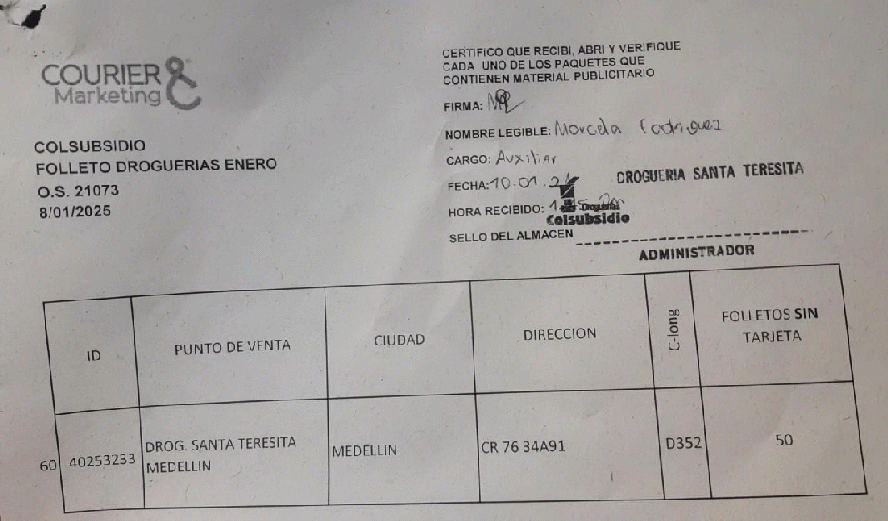 COURIER &
Marketing
COLSUBSIDIO
FOLLETO DROGUERIAS ENERO
O.S. 21073
8/01/2025
CERTIFICO QUE RECIBI, ABRI Y VERIFIQUE
CADA UNO DE LOS PAQUETES QUE
CONTIENEN MATERIAL PUBLICITARIO
FIRMA:
NOMBRE LEGIBLE: Marcela Rodriguez
CARGO: Auxiliar
FECHA: 10.01.
HORA RECIBIDO:
SELLO DEL ALMACEN
DROGUERIA SANTA TERESITA
Droguerías
Colsubsidio
ADMINISTRADOR
ID PUNTO DE VENTA CIUDAD DIRECCION FOLLETOS SIN
TARJETA
60 40253233 DROG. SANTA TERESITA
MEDELLIN MEDELLIN CR 76 34A91 D352 50